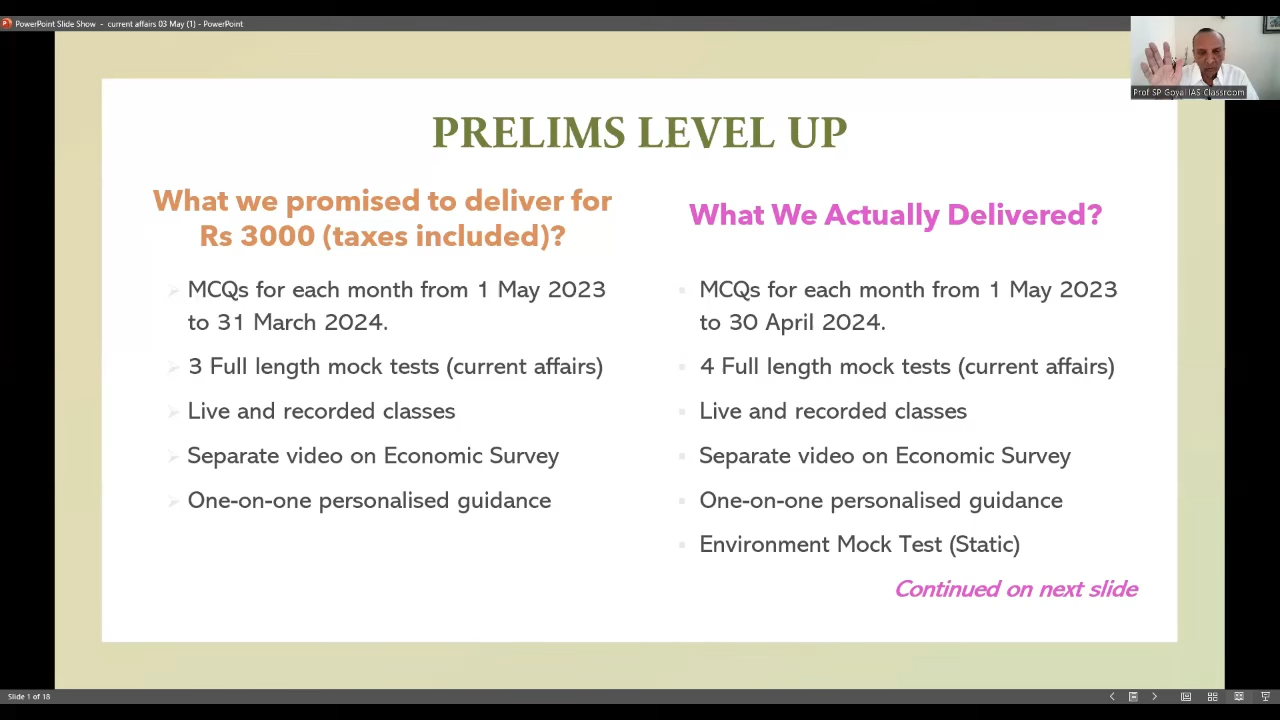 PowerPoint Slide Show - current affairs 03 May (1) - PowerPoint
Prof SP Goyal IAS Classroom
PRELIMS LEVEL UP
What we promised to deliver for
Rs 3000 (taxes included)?
MCQs for each month from 1 May 2023
to 31 March 2024.
3 Full length mock tests (current affairs)
Live and recorded classes
Separate video on Economic Survey
One-on-one personalised guidance
What We Actually Delivered?
MCQs for each month from 1 May 2023
to 30 April 2024.
4 Full length mock tests (current affairs)
Live and recorded classes
Separate video on Economic Survey
One-on-one personalised guidance
Environment Mock Test (Static)
Continued on next slide
Slide 1 of 18